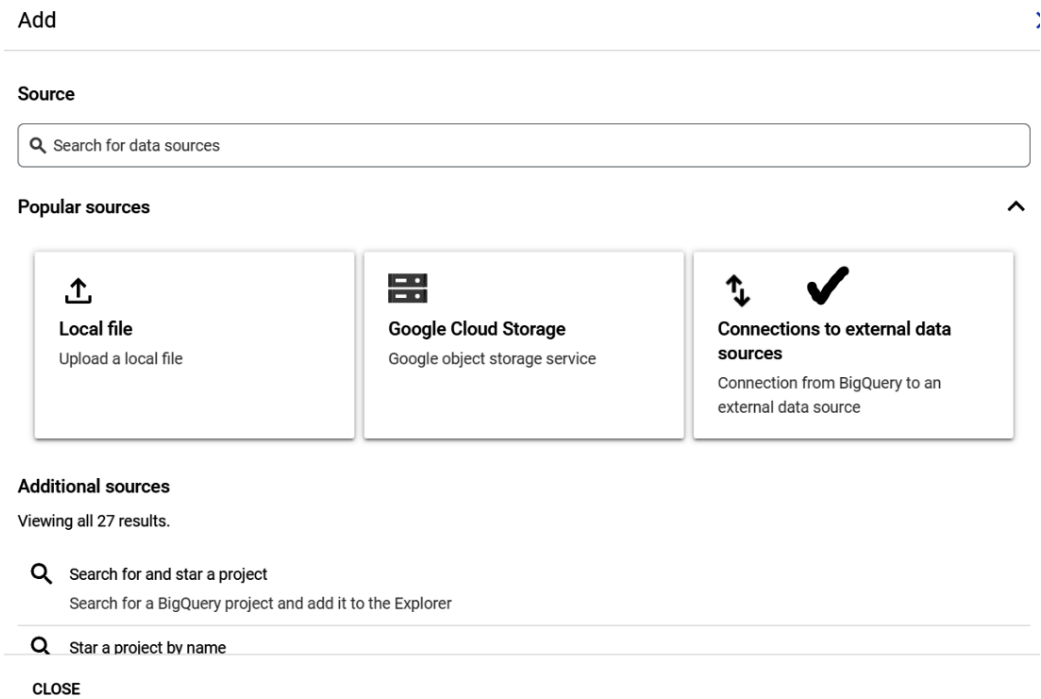 Add
Source
Search for data sources
Popular sources
Local file
Upload a local file
Google Cloud Storage
Google object storage service
Connections to external data
sources
Connection from BigQuery to an
external data source
Additional sources
Viewing all 27 results.
Search for and star a project
Search for a BigQuery project and add it to the Explorer
Star a project by name
CLOSE